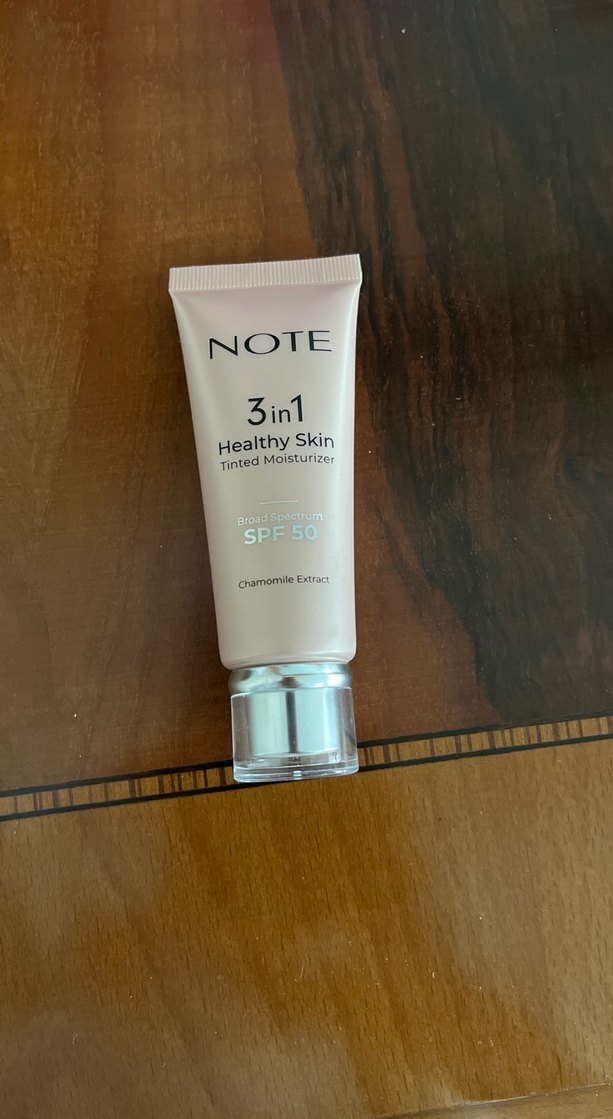 NOTE
3in1
Healthy Skin
Tinted Moisturizer
Broad Spectrum
SPF 50
Chamomile Extract